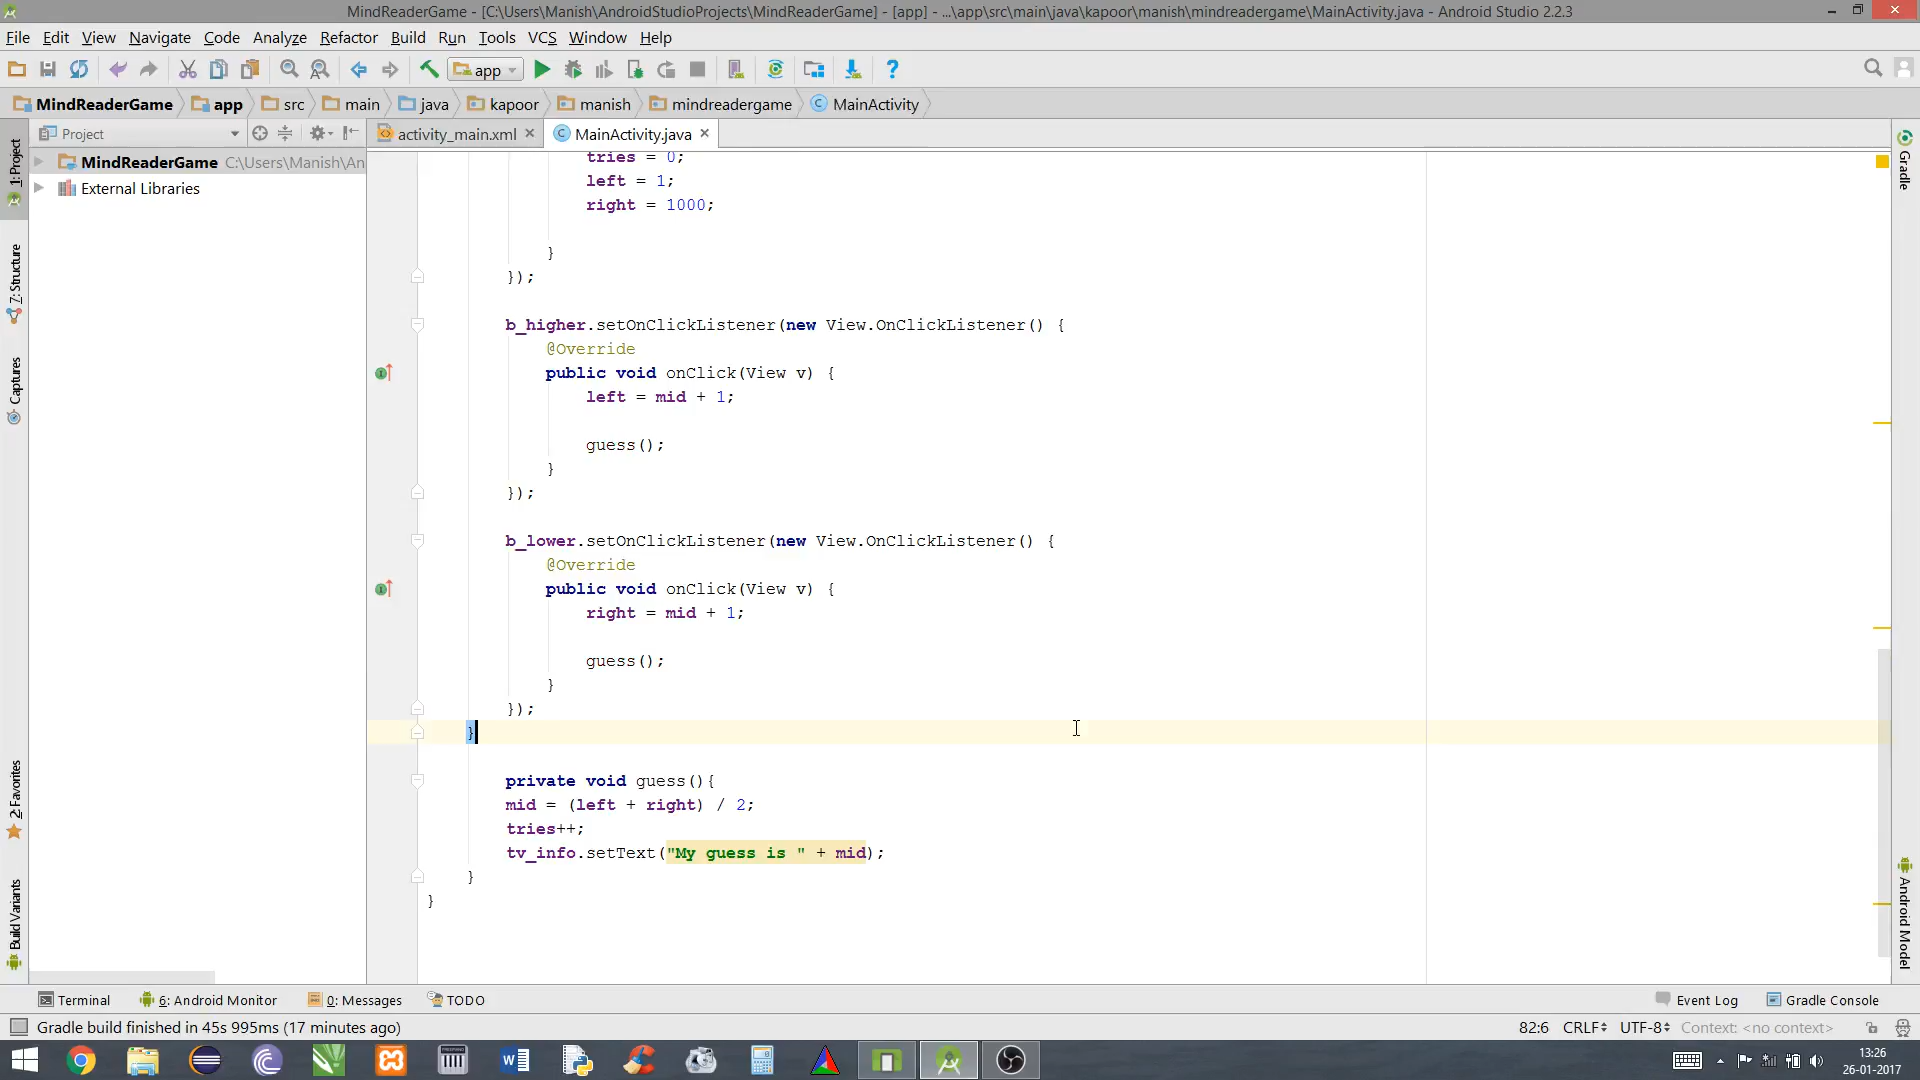 MindReaderGame - [C:\Users\Manish\AndroidStudioProjects\MindReaderGame] - [app] - ...\app\src\main\java\kapoor\manish\mindreadergame\MainActivity.java - Android Studio 2.2.3
File Edit View Navigate Code Analyze Refactor Build Run Tools VCS Window Help
app
MindReaderGame app src main java kapoor manish mindreadergame MainActivity
Project
activity_main.xml
MainActivity.java
MindReaderGame C:\Users\Manish\An
External Libraries
1: Project
7: Structure
Captures
2: Favorites
Build Variants
Gradle
Android Model
tries = 0;
left = 1;
right = 1000;
}
});
b_higher.setOnClickListener(new View.OnClickListener() {
@Override
public void onClick(View v) {
left = mid + 1;
guess();
}
});
b_lower.setOnClickListener(new View.OnClickListener() {
@Override
public void onClick(View v) {
right = mid + 1;
guess();
}
});
}
private void guess(){
mid = (left + right) / 2;
tries++;
tv_info.setText("My guess is " + mid);
}
}
Terminal 6: Android Monitor 0: Messages TODO Event Log Gradle Console
Gradle build finished in 45s 995ms (17 minutes ago) 82:6 CRLF UTF-8 Context: <no context>
13:26
26-01-2017